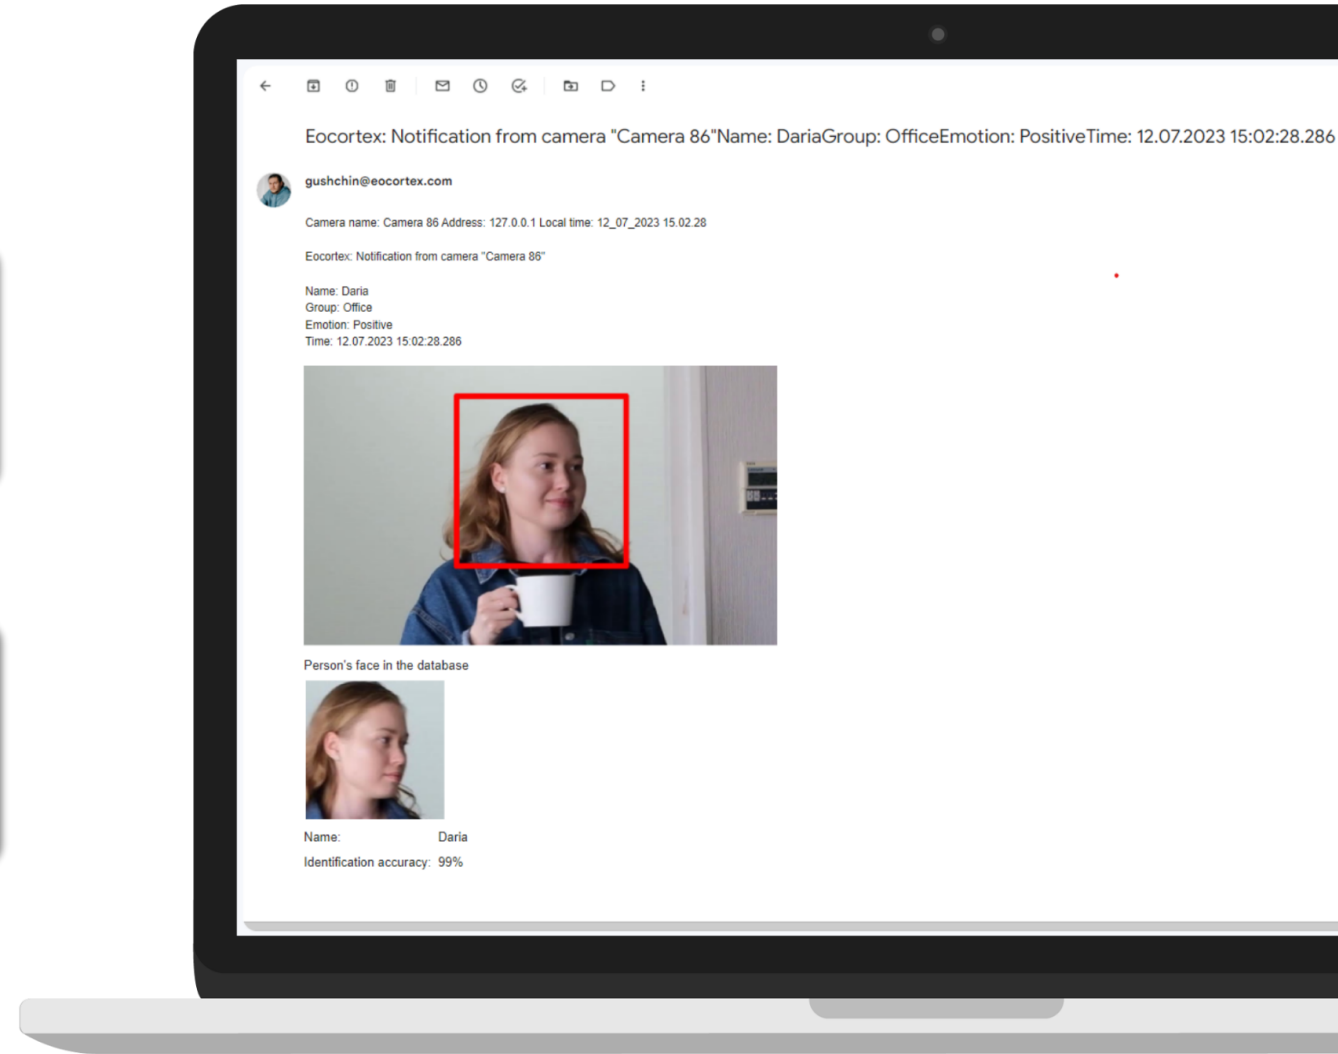 Eocortex: Notification from camera "Camera 86"Name: DariaGroup: OfficeEmotion: PositiveTime: 12.07.2023 15:02:28.286
gushchin@eocortex.com
Camera name: Camera 86 Address: 127.0.0.1 Local time: 12_07_2023 15.02.28
Eocortex: Notification from camera "Camera 86"
Name: Daria
Group: Office
Emotion: Positive
Time: 12.07.2023 15:02:28.286
Person's face in the database
Name: Daria
Identification accuracy: 99%